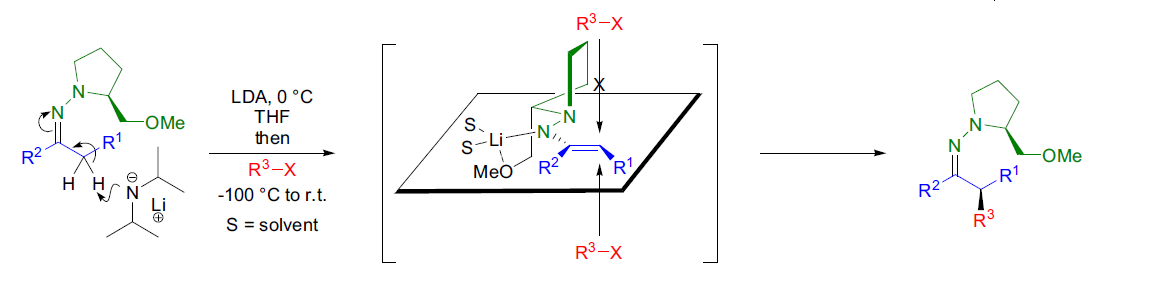 N
N
OMe
R²
R¹
H
H
N
⊖
Li
⊕
LDA, 0 °C
THF
then
R³–X
-100 °C to r.t.
S = solvent
R³–X
X
S
S
Li
N
N
MeO
R²
R¹
R³–X
N
N
OMe
R²
R¹
R³